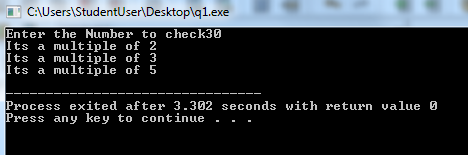 C:\Users\StudentUser\Desktop\q1.exe
Enter the Number to check30
Its a multiple of 2
Its a multiple of 3
Its a multiple of 5
--------------------------------
Process exited after 3.302 seconds with return value 0
Press any key to continue . . .